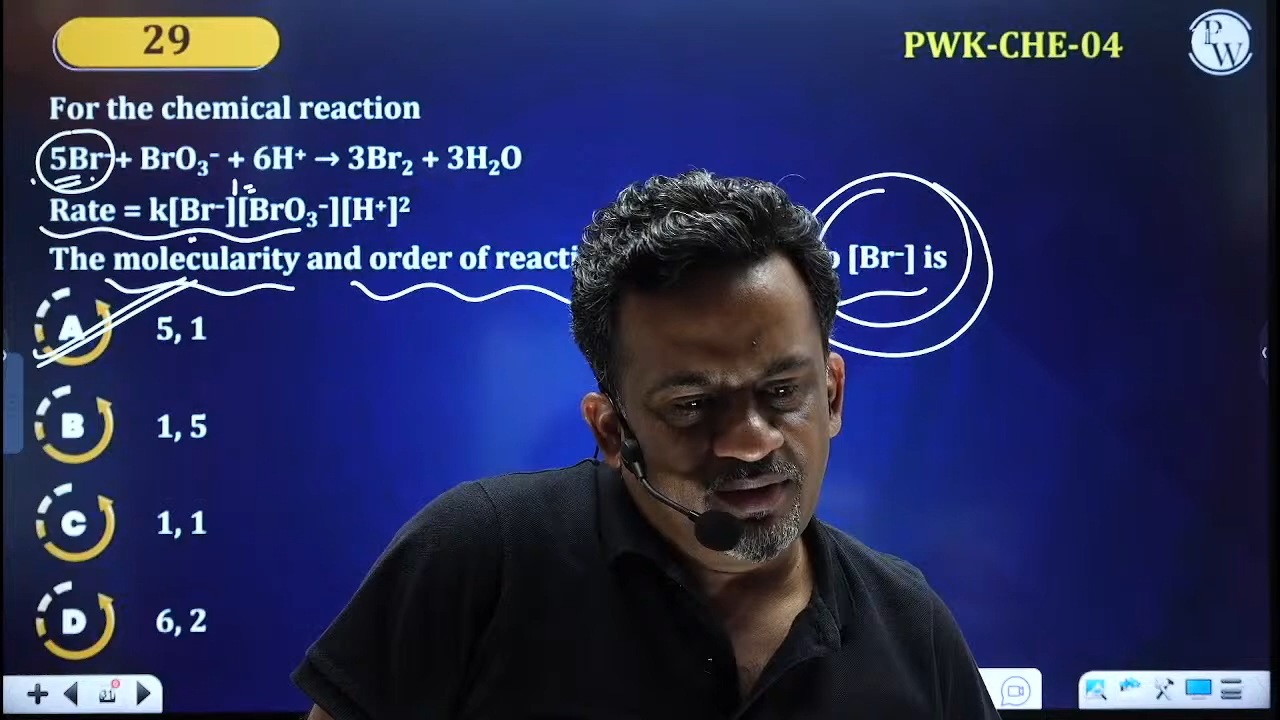 29
PWK-CHE-04
P
W
For the chemical reaction
5Br⁻ + BrO₃⁻ + 6H⁺ → 3Br₂ + 3H₂O
1
Rate = k[Br⁻][BrO₃⁻][H⁺]²
The molecularity and order of [Br⁻] is
A 5, 1
B 1, 5
C 1, 1
D 6, 2